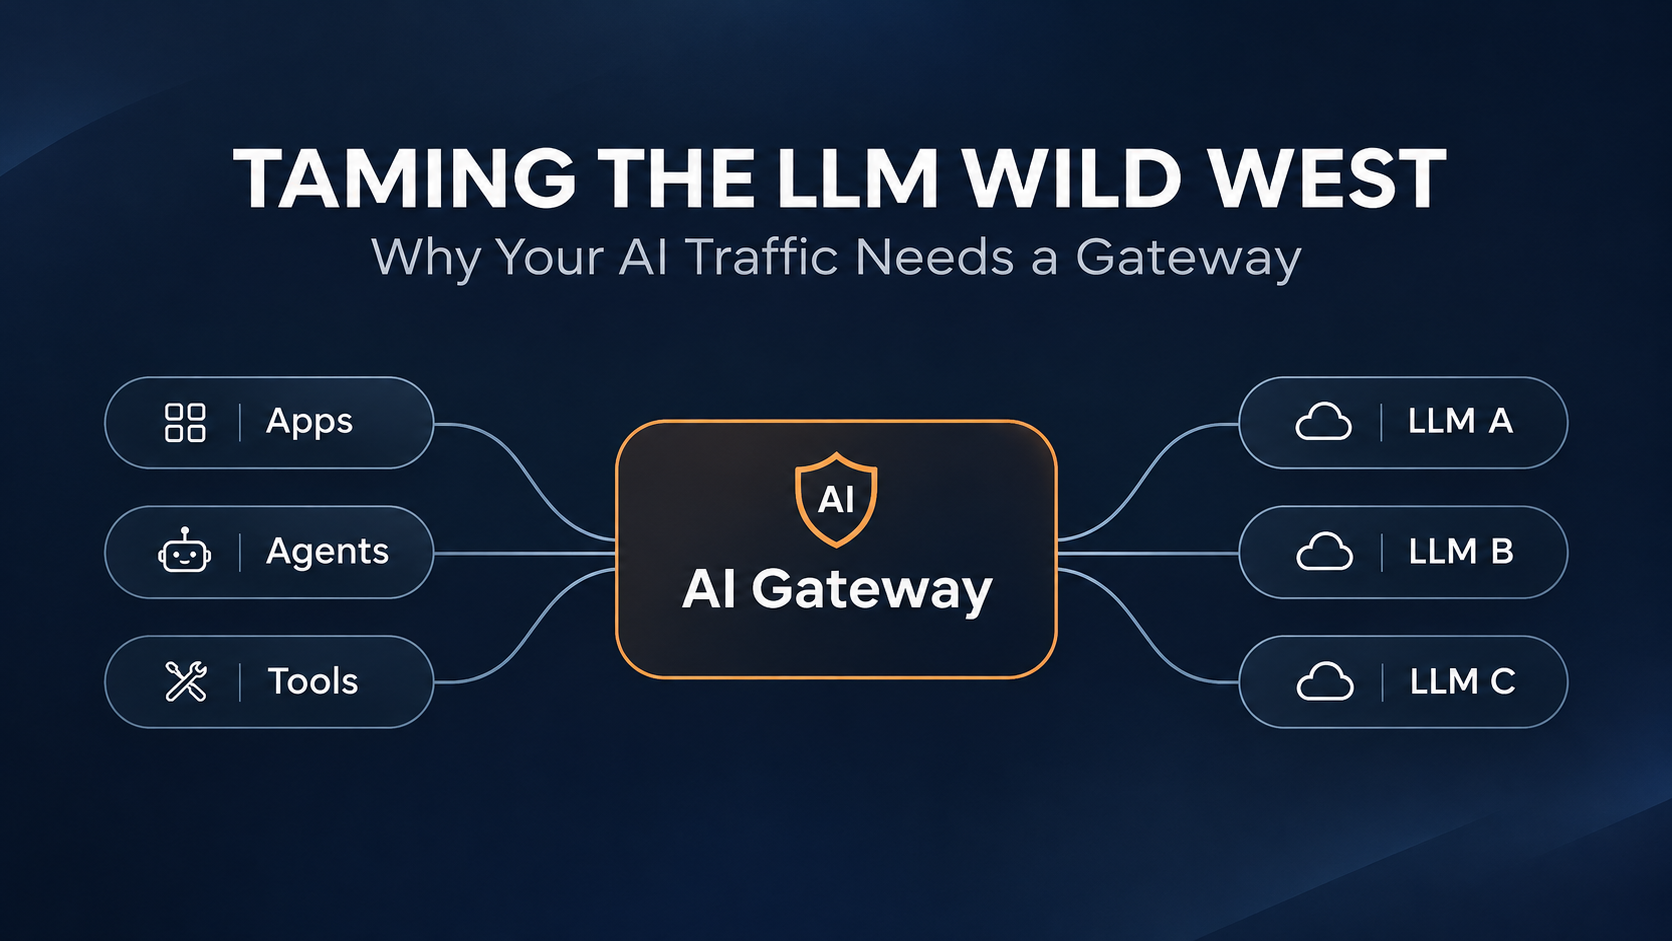 TAMING THE LLM WILD WEST
Why Your AI Traffic Needs a Gateway
Apps
Agents
Tools
AI
AI Gateway
LLM A
LLM B
LLM C